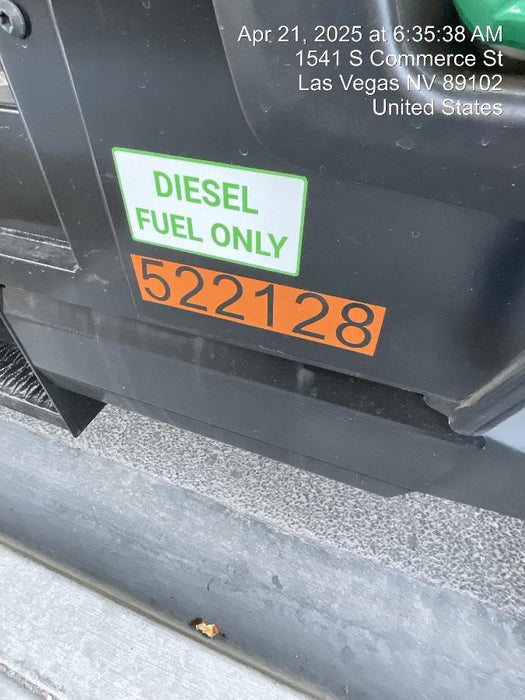 Apr 21, 2025 at 6:35:38 AM
1541 S Commerce St
Las Vegas NV 89102
United States
DIESEL
FUEL ONLY
522128